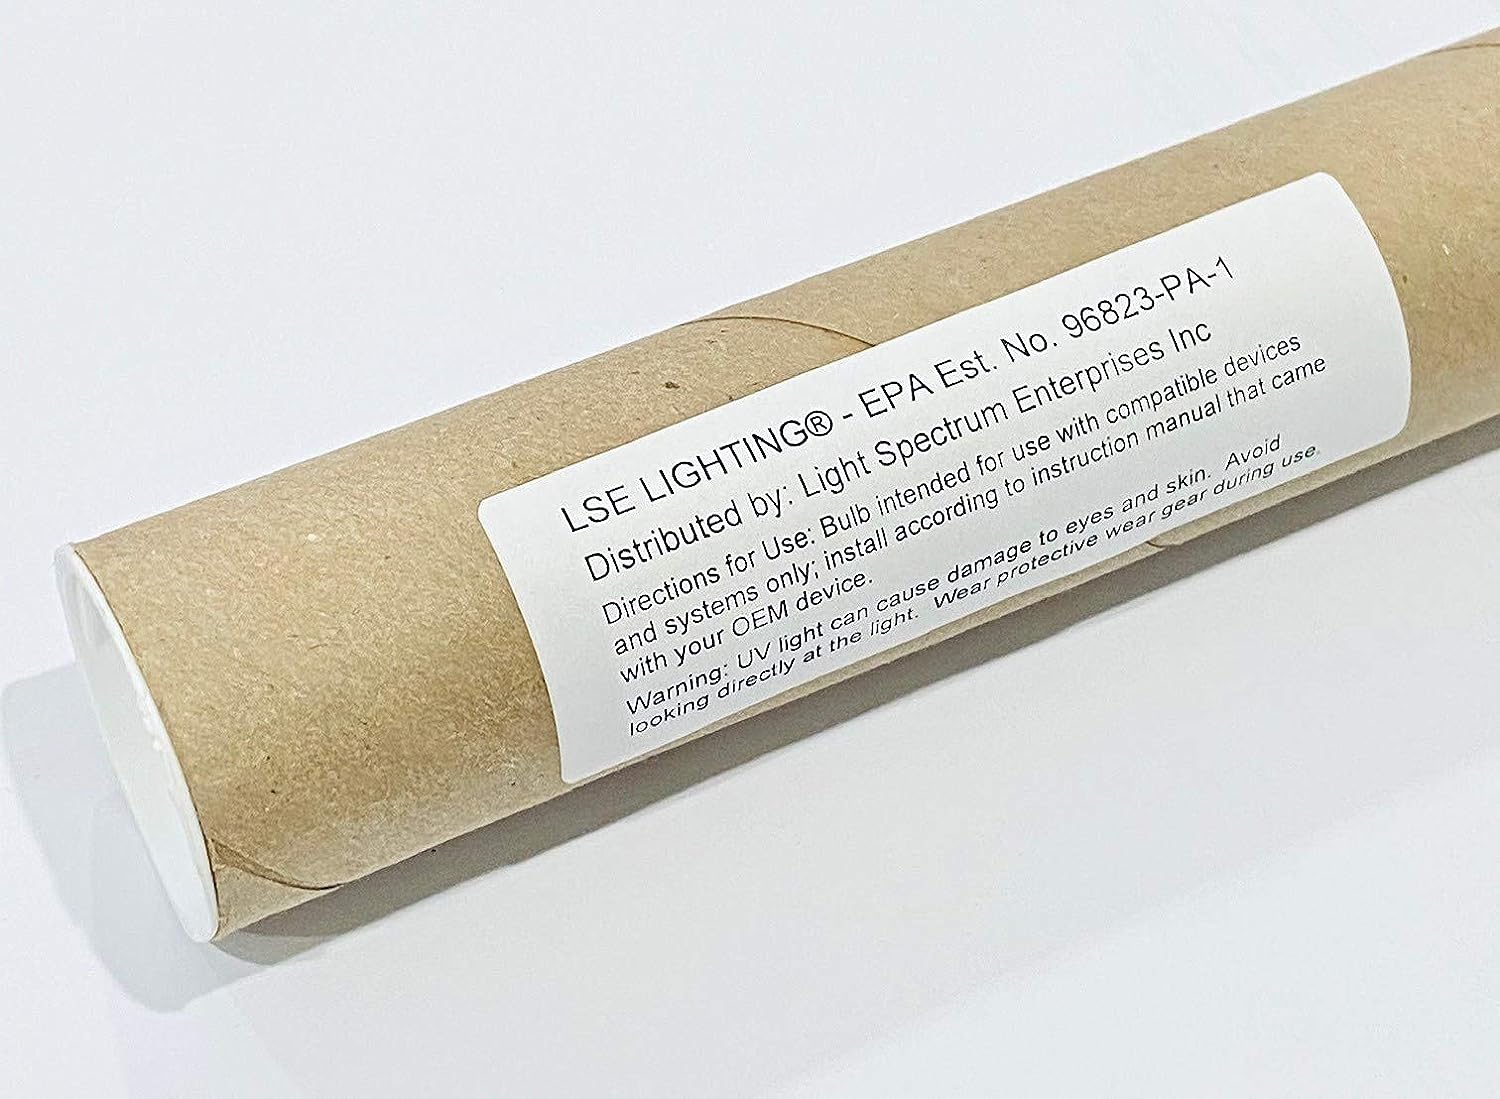 LSE LIGHTING® - EPA Est. No. 96823-PA-1
Distributed by: Light Spectrum Enterprises Inc
Directions for Use: Bulb intended for use with compatible devices
and systems only; install according to instruction manual that came
with your OEM device.
Warning: UV light can cause damage to eyes and skin. Avoid
looking directly at the light. Wear protective wear gear during use.